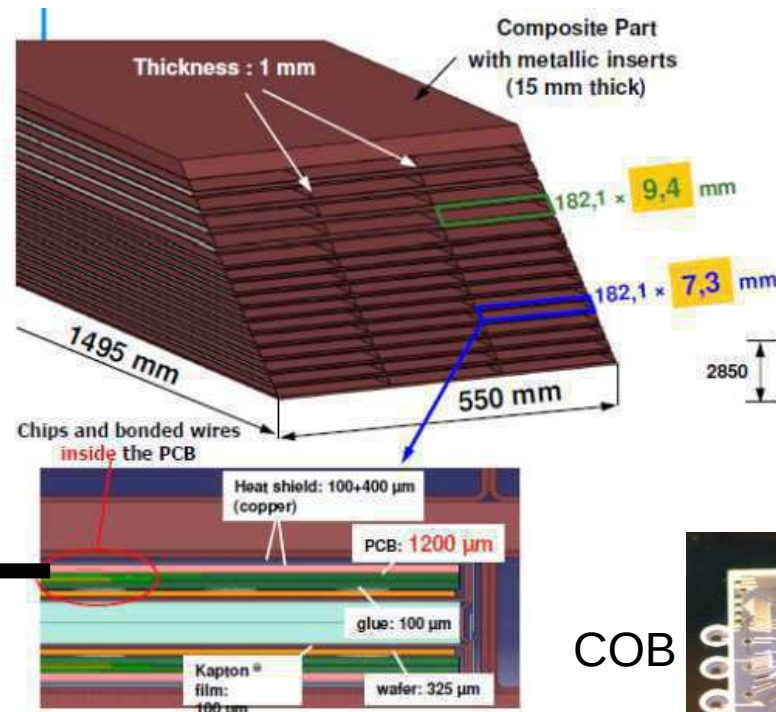 Composite Part
with metallic inserts
(15 mm thick)
Thickness : 1 mm
182,1 × 9,4 mm
182,1 × 7,3 mm
1495 mm
550 mm
2850
Chips and bonded wires
inside the PCB
Heat shield: 100+400 µm
(copper)
PCB: 1200 µm
glue: 100 µm
Kapton ®
film:
100 µm
wafer: 325 µm
COB